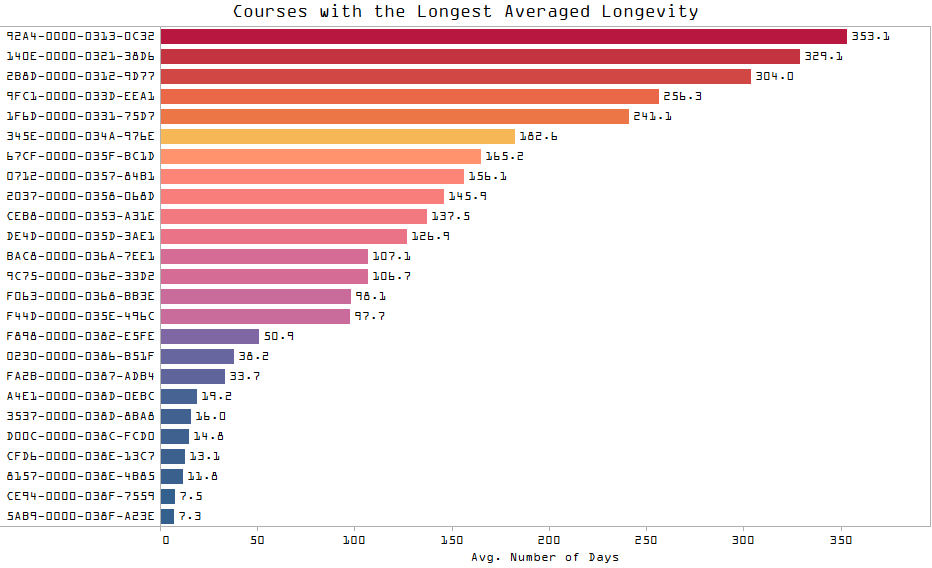 Courses with the Longest Averaged Longevity
92A4-0000-0313-0C32 353.1
140E-0000-0321-38D6 329.1
2B8D-0000-0312-9D77 304.0
9FC1-0000-033D-EEA1 256.3
1F6D-0000-0331-75D7 241.1
345E-0000-034A-976E 182.6
67CF-0000-035F-BC1D 165.2
0712-0000-0357-84B1 156.1
2037-0000-0358-068D 145.9
CEB8-0000-0353-A31E 137.5
DE4D-0000-035D-3AE1 126.9
BAC8-0000-036A-7EE1 107.1
9C75-0000-0362-33D2 106.7
F063-0000-0368-BB3E 98.1
F44D-0000-035E-496C 97.7
F898-0000-0382-E5FE 50.9
0230-0000-0386-B51F 38.2
FA2B-0000-0387-ADB4 33.7
A4E1-0000-038D-0EBC 19.2
3537-0000-038D-8BA8 16.0
D00C-0000-038C-FCD0 14.8
CFD6-0000-038E-13C7 13.1
8157-0000-038E-4B85 11.8
CE94-0000-038F-7559 7.5
5AB9-0000-038F-A23E 7.3
0 50 100 150 200 250 300 350
Avg. Number of Days